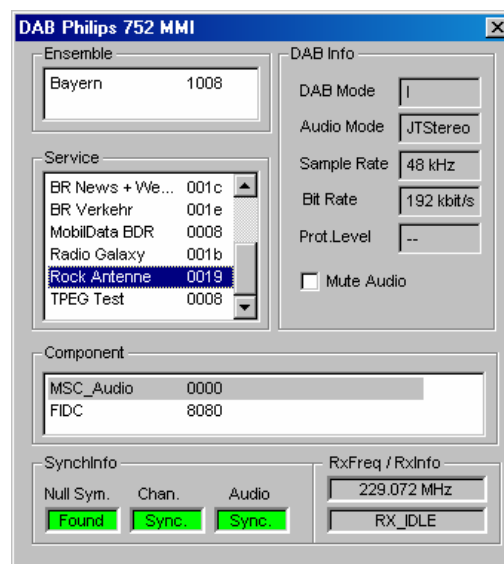 DAB Philips 752 MMI
Ensemble
Bayern 1008
Service
BR News + We... 001c
BR Verkehr 001e
MobilData BDR 0008
Radio Galaxy 001b
Rock Antenne 0019
TPEG Test 0008
DAB Info
DAB Mode I
Audio Mode JTStereo
Sample Rate 48 kHz
Bit Rate 192 kbit/s
Prot.Level --
Mute Audio
Component
MSC_Audio 0000
FIDC 8080
SynchInfo
Null Sym. Chan. Audio
Found Sync. Sync.
RxFreq / RxInfo
229.072 MHz
RX_IDLE